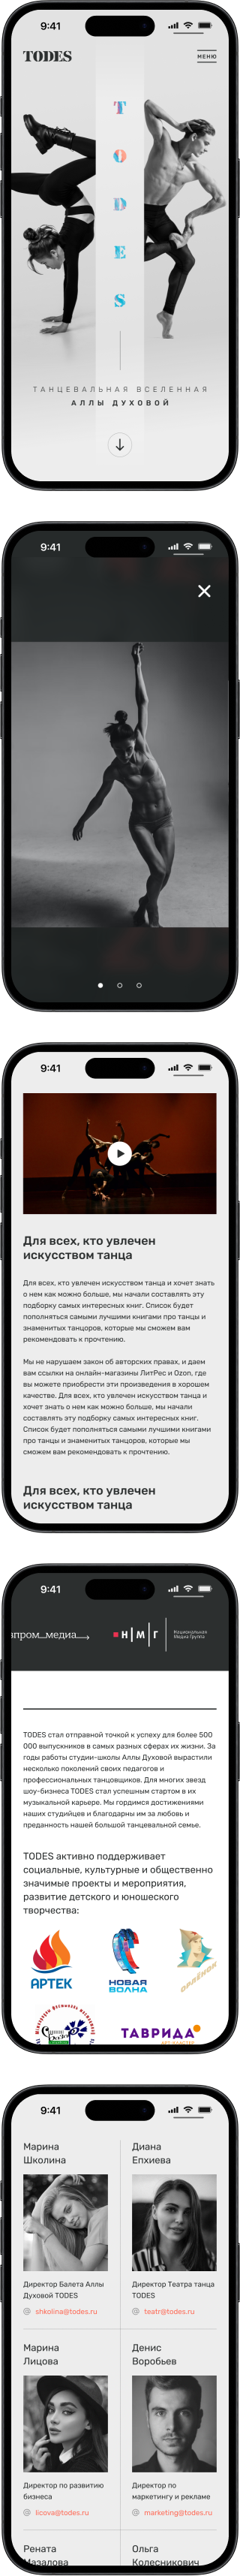 9:41
TODES
МЕНЮ
T
O
D
E
S
ТАНЦЕВАЛЬНАЯ ВСЕЛЕННАЯ
АЛЛЫ ДУХОВОЙ
9:41
9:41
Для всех, кто увлечен
искусством танца
Для всех, кто увлечен искусством танца и хочет знать
о нем как можно больше, мы начали составлять эту
подборку самых интересных книг. Список будет
пополняться самыми лучшими книгами про танцы и
знаменитых танцоров, которые мы сможем вам
рекомендовать к прочтению.
Мы не нарушаем закон об авторских правах, и даем
вам ссылки на онлайн-магазины ЛитРес и Ozon, где
вы можете приобрести эти произведения в хорошем
качестве. Для всех, кто увлечен искусством танца и
хочет знать о нем как можно больше, мы начали
составлять эту подборку самых интересных книг.
Список будет пополняться самыми лучшими книгами
про танцы и знаменитых танцоров, которые мы
сможем вам рекомендовать к прочтению.
Для всех, кто увлечен
искусством танца
9:41
зпром медиа
Н|М|Г
Национальная
Медиа Группа
TODES стал отправной точкой к успеху для более 500
000 выпускников в самых разных сферах их жизни. За
годы работы студии-школы Аллы Духовой вырастили
несколько поколений своих педагогов и
профессиональных танцовщиков. Для многих звезд
шоу-бизнеса TODES стал успешным стартом в их
музыкальной карьере. Мы гордимся достижениями
наших студийцев и благодарны им за любовь и
преданность нашей большой танцевальной семье.
TODES активно поддерживает
социальные, культурные и общественно
значимые проекты и мероприятия,
развитие детского и юношеского
творчества:
АРТЕК
НОВАЯ
ВОЛНА
ОРЛЁНОК
ТАВРИДА
9:41
Марина
Школина
Диана
Епхиева
Директор Балета Аллы
Духовой TODES
Директор Театра танца
TODES
@ shkolina@todes.ru
@ teatr@todes.ru
Марина
Лицова
Денис
Воробьев
Директор по развитию
бизнеса
Директор по
маркетингу и рекламе
@ licova@todes.ru
@ marketing@todes.ru
Рената
Мазалова
Ольга
Колесникович